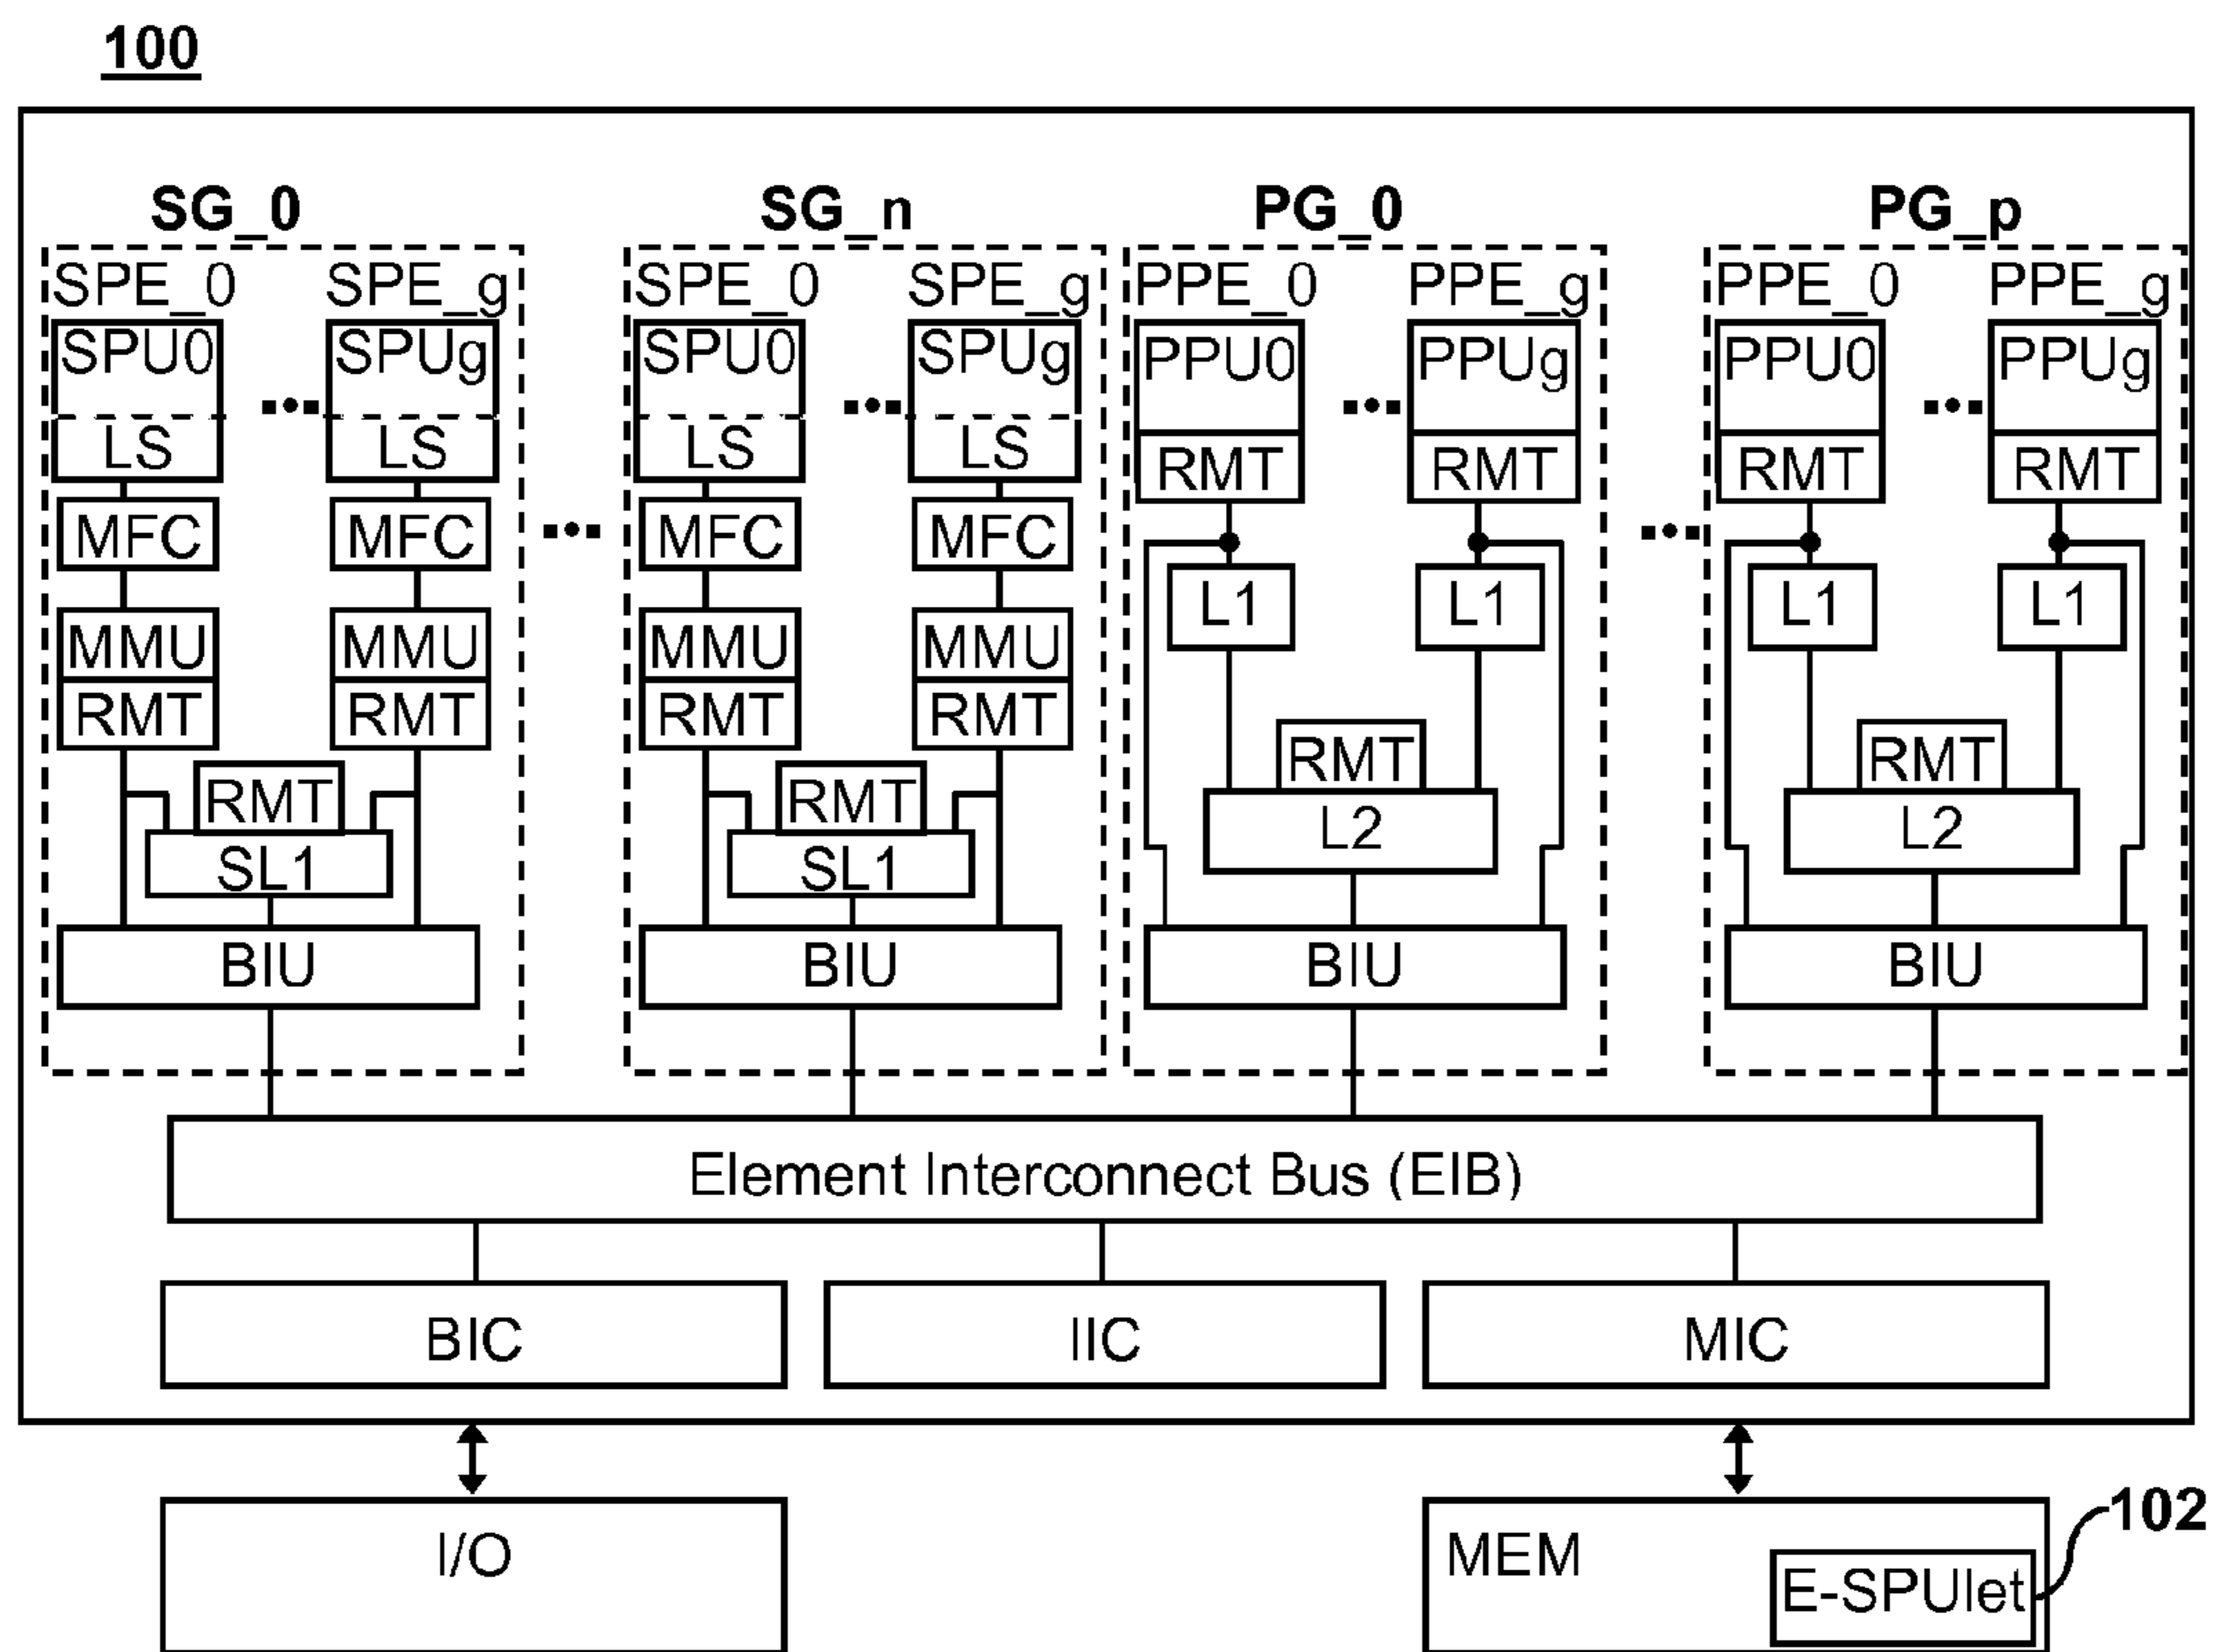 100
SG_0 SG_n PG_0 PG_p
SPE_0 SPE_g SPE_0 SPE_g PPE_0 PPE_g PPE_0 PPE_g
SPU0 SPUg SPU0 SPUg PPU0 PPUg PPU0 PPUg
LS LS LS LS RMT RMT RMT RMT
MFC MFC MFC MFC
L1 L1 L1 L1
MMU MMU MMU MMU
RMT RMT RMT RMT
RMT RMT RMT RMT
SL1 SL1 L2 L2
BIU BIU BIU BIU
Element Interconnect Bus (EIB)
BIC IIC MIC
I/O MEM 102
E-SPUlet